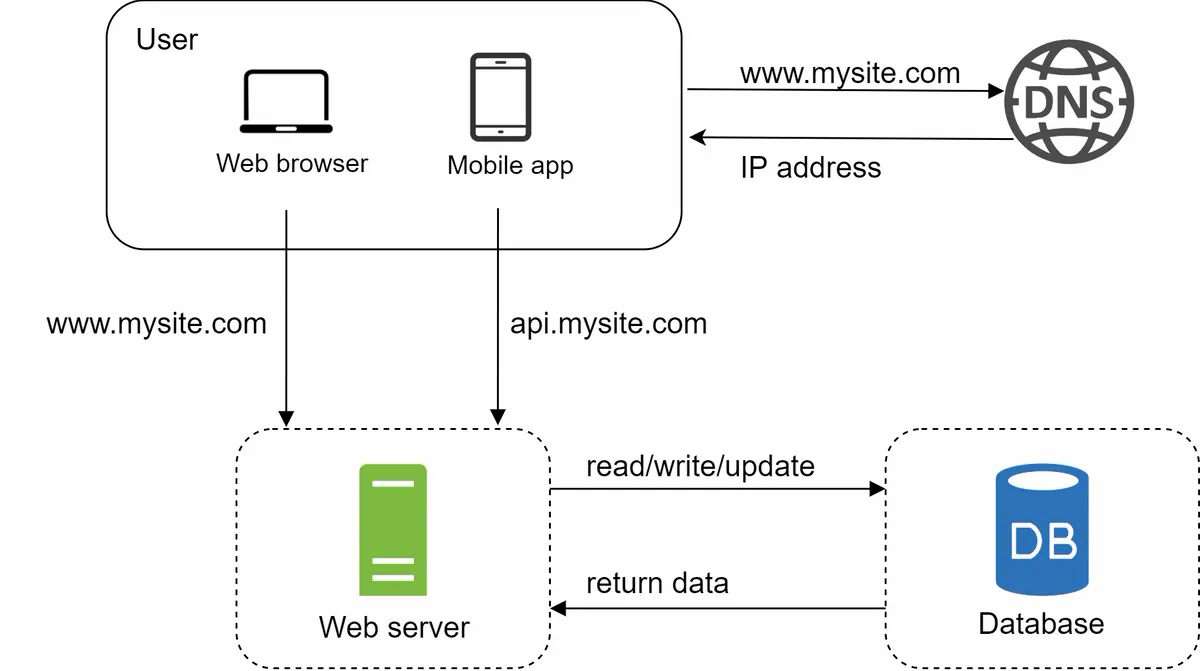 User
www.mysite.com
DNS
Web browser
Mobile app
IP address
www.mysite.com
api.mysite.com
read/write/update
DB
return data
Web server
Database